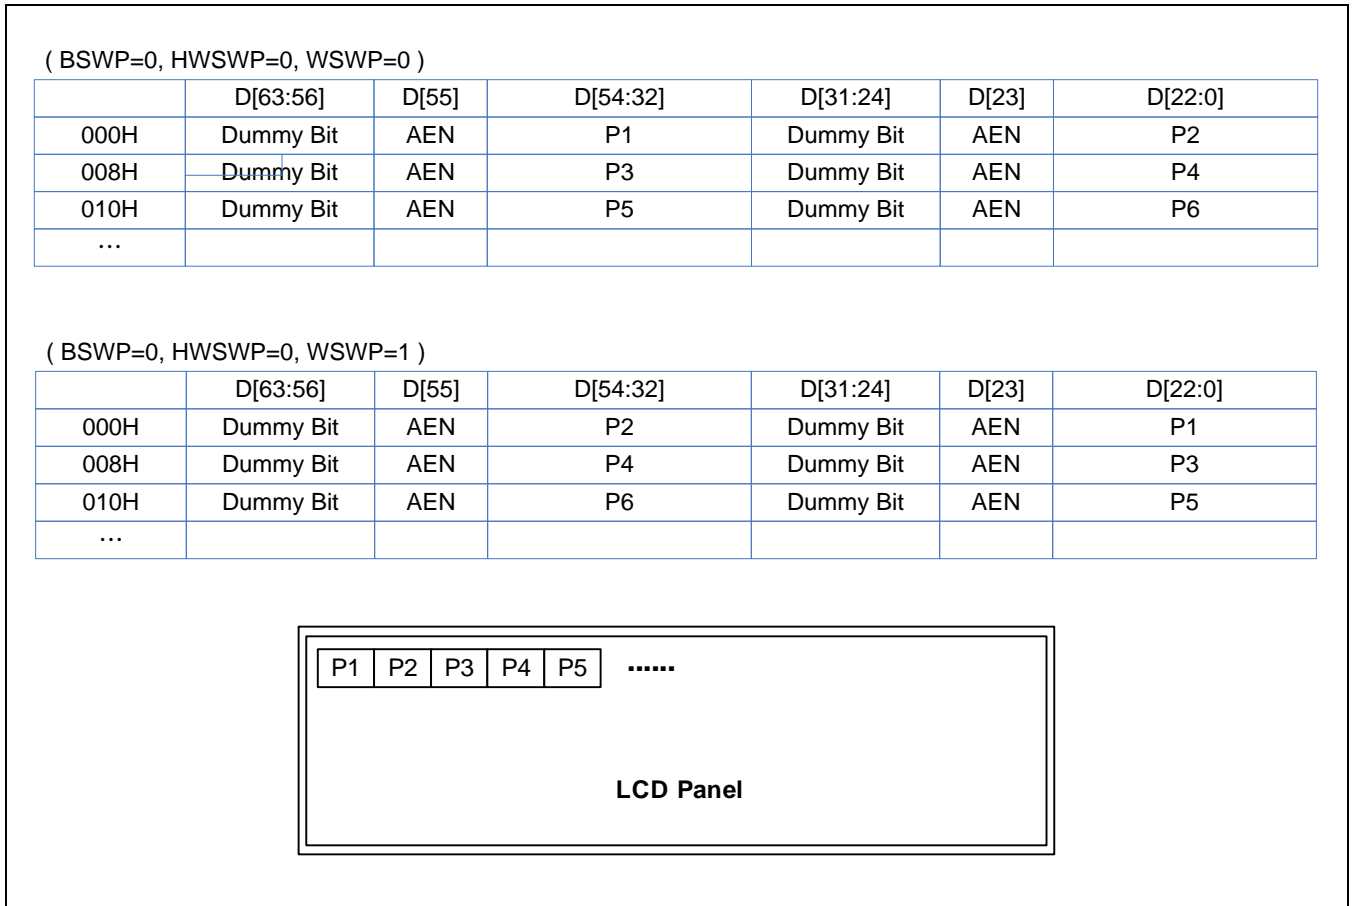 ( BSWP=0, HWSWP=0, WSWP=0 )
D[63:56] D[55] D[54:32] D[31:24] D[23] D[22:0]
000H Dummy Bit AEN P1 Dummy Bit AEN P2
008H Dummy Bit AEN P3 Dummy Bit AEN P4
010H Dummy Bit AEN P5 Dummy Bit AEN P6
…
( BSWP=0, HWSWP=0, WSWP=1 )
D[63:56] D[55] D[54:32] D[31:24] D[23] D[22:0]
000H Dummy Bit AEN P2 Dummy Bit AEN P1
008H Dummy Bit AEN P4 Dummy Bit AEN P3
010H Dummy Bit AEN P6 Dummy Bit AEN P5
…
P1 P2 P3 P4 P5 ......
LCD Panel